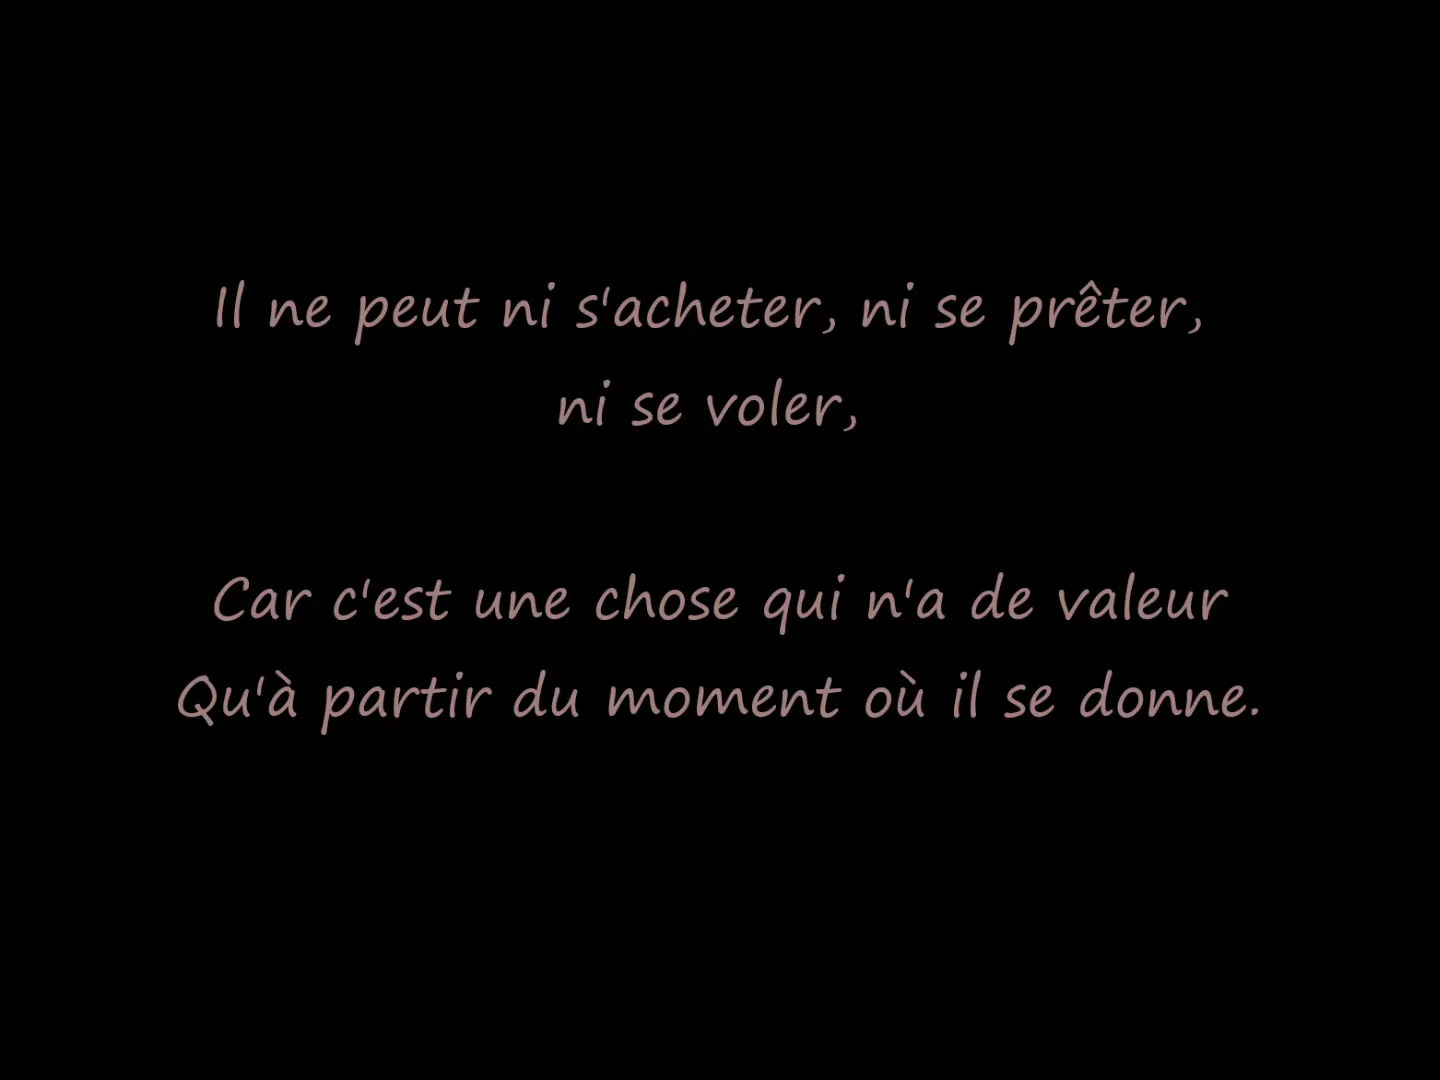 Il ne peut ni s'acheter, ni se prêter,
ni se voler,
Car c'est une chose qui n'a de valeur
Qu'à partir du moment où il se donne.